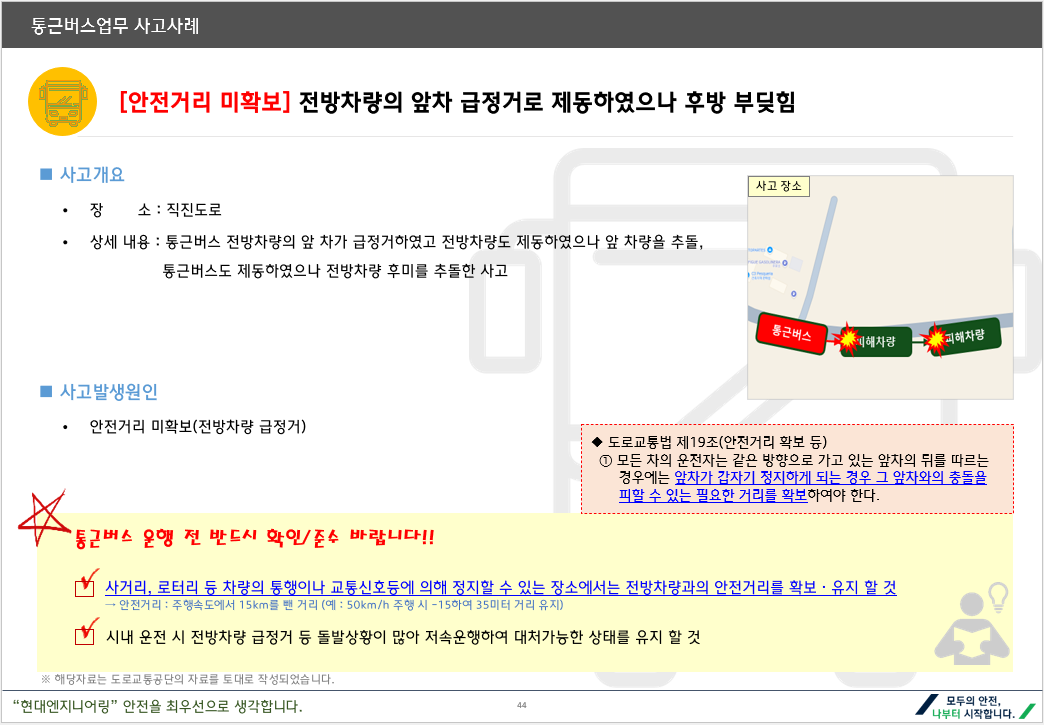 통근버스업무 사고사례
[안전거리 미확보] 전방차량의 앞차 급정거로 제동하였으나 후방 부딪힘
■ 사고개요
• 장 소 : 직진도로
• 상세 내용 : 통근버스 전방차량의 앞 차가 급정거하였고 전방차량도 제동하였으나 앞 차량을 추돌,
통근버스도 제동하였으나 전방차량 후미를 추돌한 사고
사고 장소
통근버스
피해차량
피해차량
■ 사고발생원인
• 안전거리 미확보(전방차량 급정거)
◆ 도로교통법 제19조(안전거리 확보 등)
① 모든 차의 운전자는 같은 방향으로 가고 있는 앞차의 뒤를 따르는
경우에는 앞차가 갑자기 정지하게 되는 경우 그 앞차와의 충돌을
피할 수 있는 필요한 거리를 확보하여야 한다.
통근버스 운행 전 반드시 확인/준수 바랍니다!!
사거리, 로터리 등 차량의 통행이나 교통신호등에 의해 정지할 수 있는 장소에서는 전방차량과의 안전거리를 확보 · 유지 할 것
→ 안전거리 : 주행속도에서 15km를 뺀 거리 (예 : 50km/h 주행 시 -15하여 35미터 거리 유지)
시내 운전 시 전방차량 급정거 등 돌발상황이 많아 저속운행하여 대처가능한 상태를 유지 할 것
※ 해당자료는 도로교통공단의 자료를 토대로 작성되었습니다.
“현대엔지니어링” 안전을 최우선으로 생각합니다.
44
모두의 안전,
나부터 시작합니다.